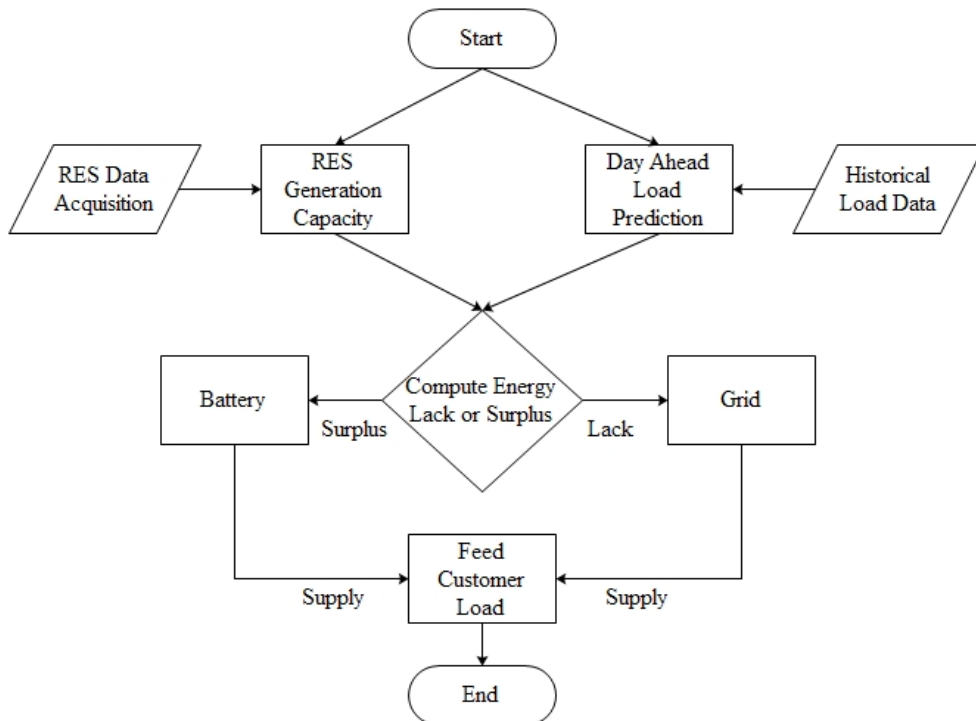 Start
RES Data
Acquisition
RES
Generation
Capacity
Day Ahead
Load
Prediction
Historical
Load Data
Battery
Surplus
Compute Energy
Lack or Surplus
Lack
Grid
Supply
Feed
Customer
Load
Supply
End